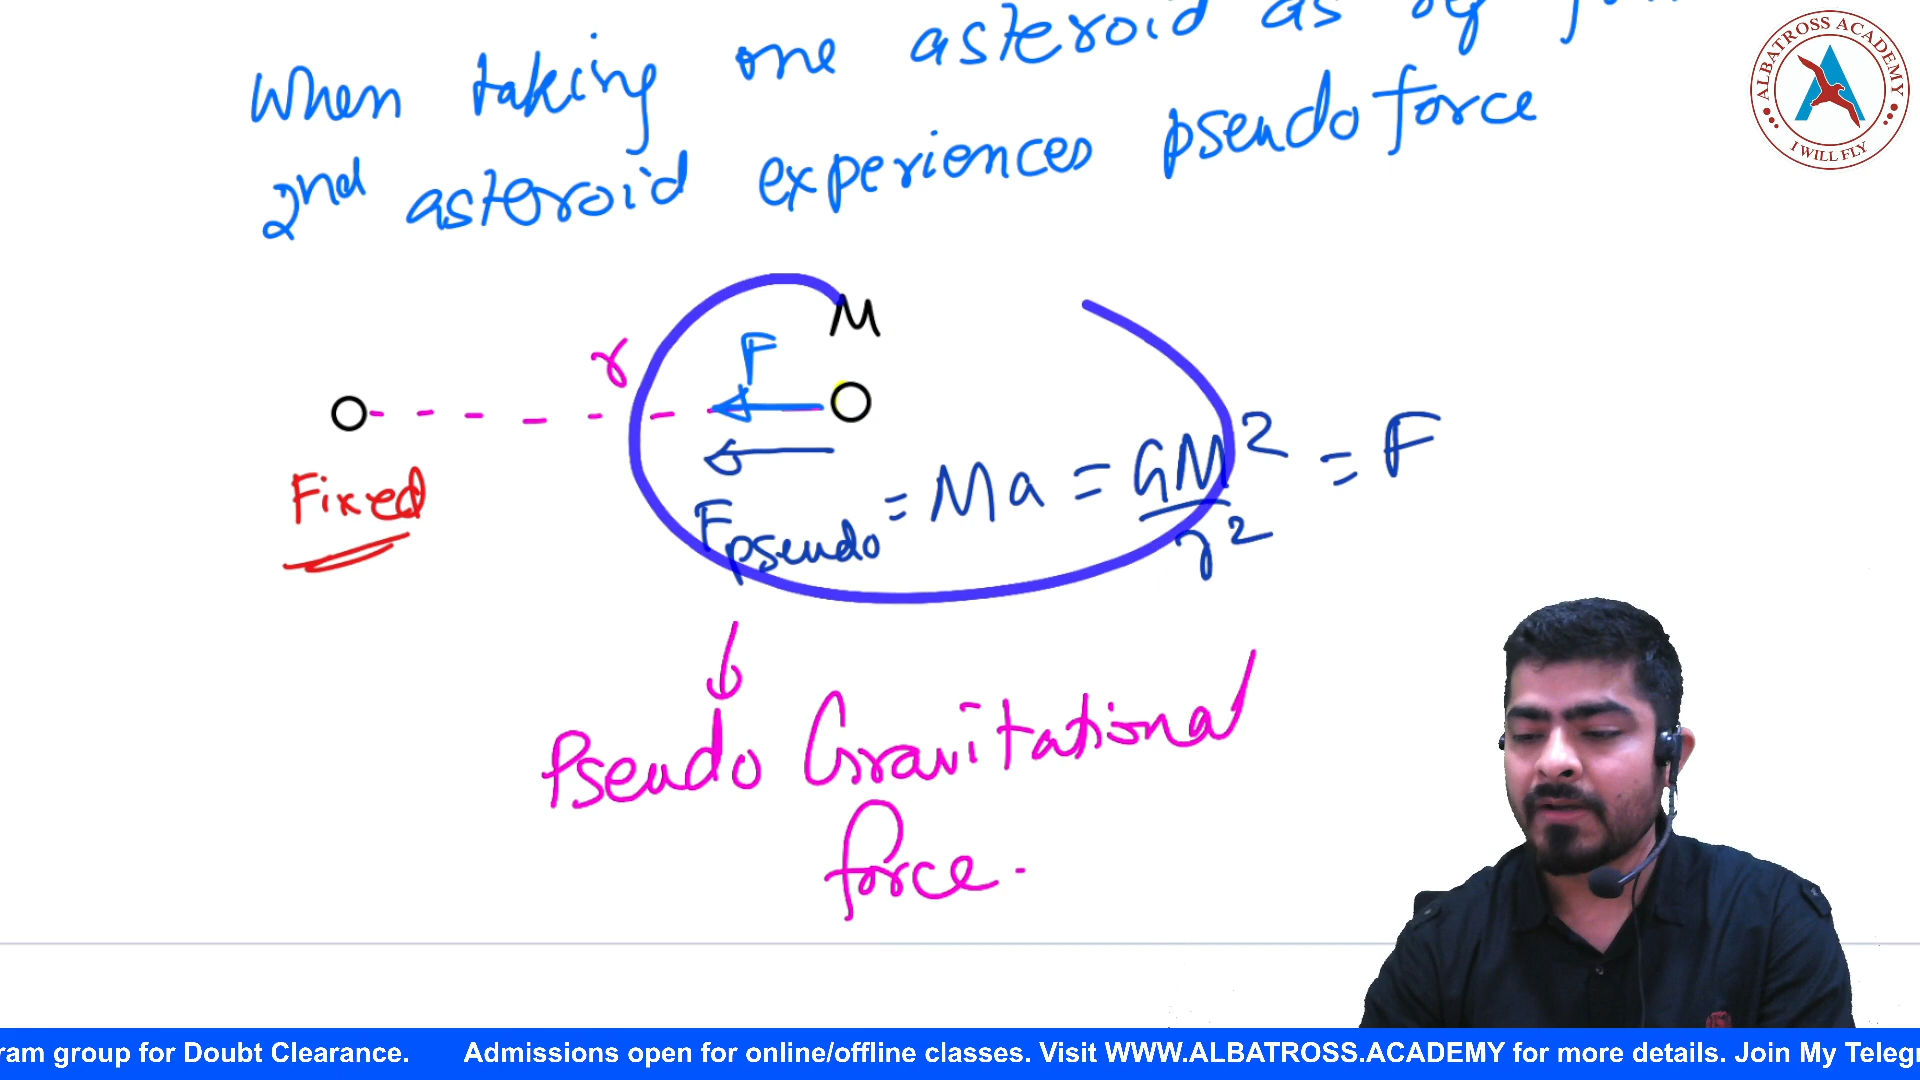 When taking one asteroid as
2nd asteroid experiences pseudo force
ALBATROSS ACADEMY
I WILL FLY
M
r
F
Fixed
Fpseudo = Ma = GM² / r² = F
Pseudo Gravitational
force.
ram group for Doubt Clearance. Admissions open for online/offline classes. Visit WWW.ALBATROSS.ACADEMY for more details. Join My Telegr